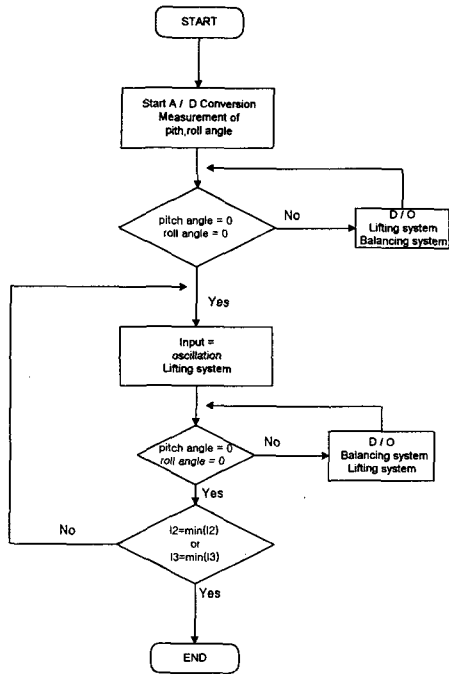 START
Start A / D Conversion
Measurement of
pith,roll angle
pitch angle = 0
roll angle = 0
No
D / O
Lifting system
Balancing system
Yes
Input =
oscillation
Lifting system
pitch angle = 0
roll angle = 0
No
D / O
Balancing system
Lifting system
Yes
No
I2=min(I2)
or
I3=min(I3)
Yes
END